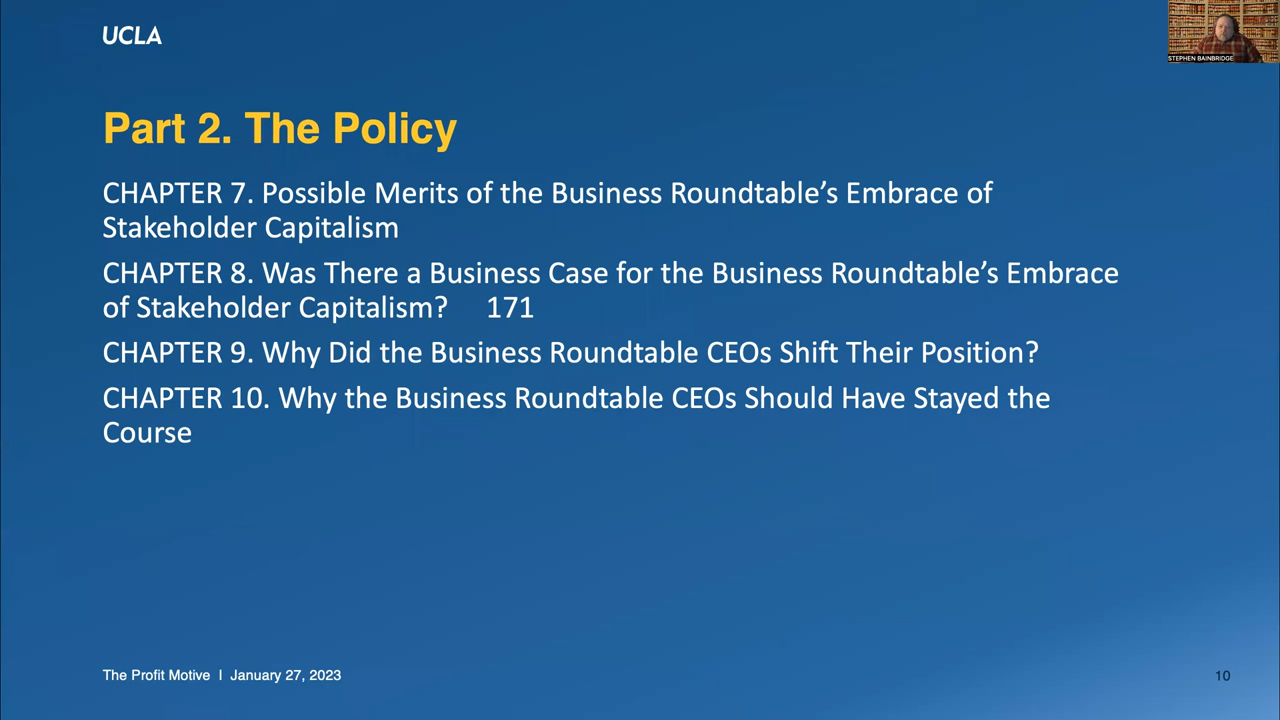 UCLA
STEPHEN BAINBRIDGE
Part 2. The Policy
CHAPTER 7. Possible Merits of the Business Roundtable’s Embrace of
Stakeholder Capitalism
CHAPTER 8. Was There a Business Case for the Business Roundtable’s Embrace
of Stakeholder Capitalism? 171
CHAPTER 9. Why Did the Business Roundtable CEOs Shift Their Position?
CHAPTER 10. Why the Business Roundtable CEOs Should Have Stayed the
Course
The Profit Motive I January 27, 2023
10